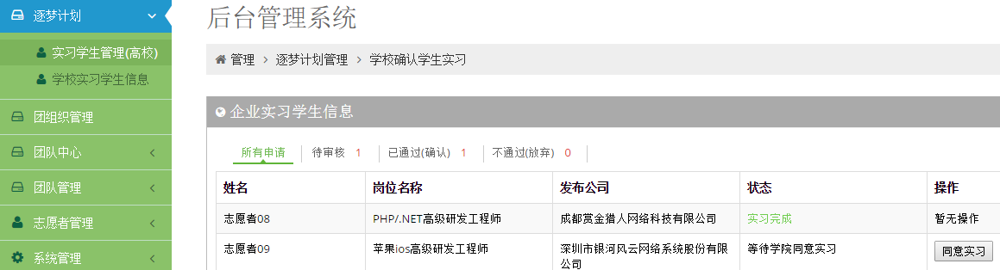 逐梦计划
实习学生管理(高校)
学校实习学生信息
团组织管理
团队中心
团队管理
志愿者管理
系统管理
后台管理系统
管理 > 逐梦计划管理 > 学校确认学生实习
企业实习学生信息
所有申请 待审核 1 已通过(确认) 1 不通过(放弃) 0
姓名 岗位名称 发布公司 状态 操作
志愿者08 PHP/.NET高级研发工程师 成都赏金猎人网络科技有限公司 实习完成 暂无操作
志愿者09 苹果ios高级研发工程师 深圳市银河风云网络系统股份有限 等待学院同意实习 同意实习
公司